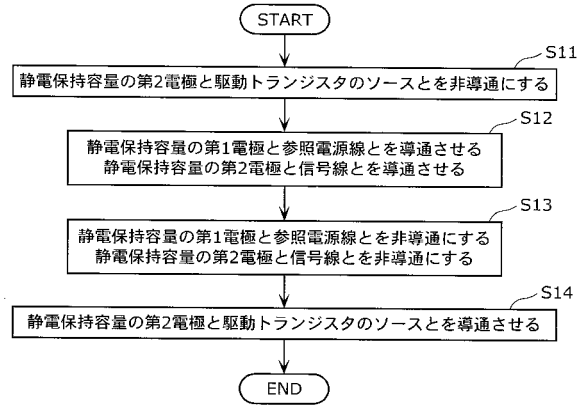 START
S11
静電保持容量の第2電極と駆動トランジスタのソースとを非導通にする
S12
静電保持容量の第1電極と参照電源線とを導通させる
静電保持容量の第2電極と信号線とを導通させる
S13
静電保持容量の第1電極と参照電源線とを非導通にする
静電保持容量の第2電極と信号線とを非導通にする
S14
静電保持容量の第2電極と駆動トランジスタのソースとを導通させる
END